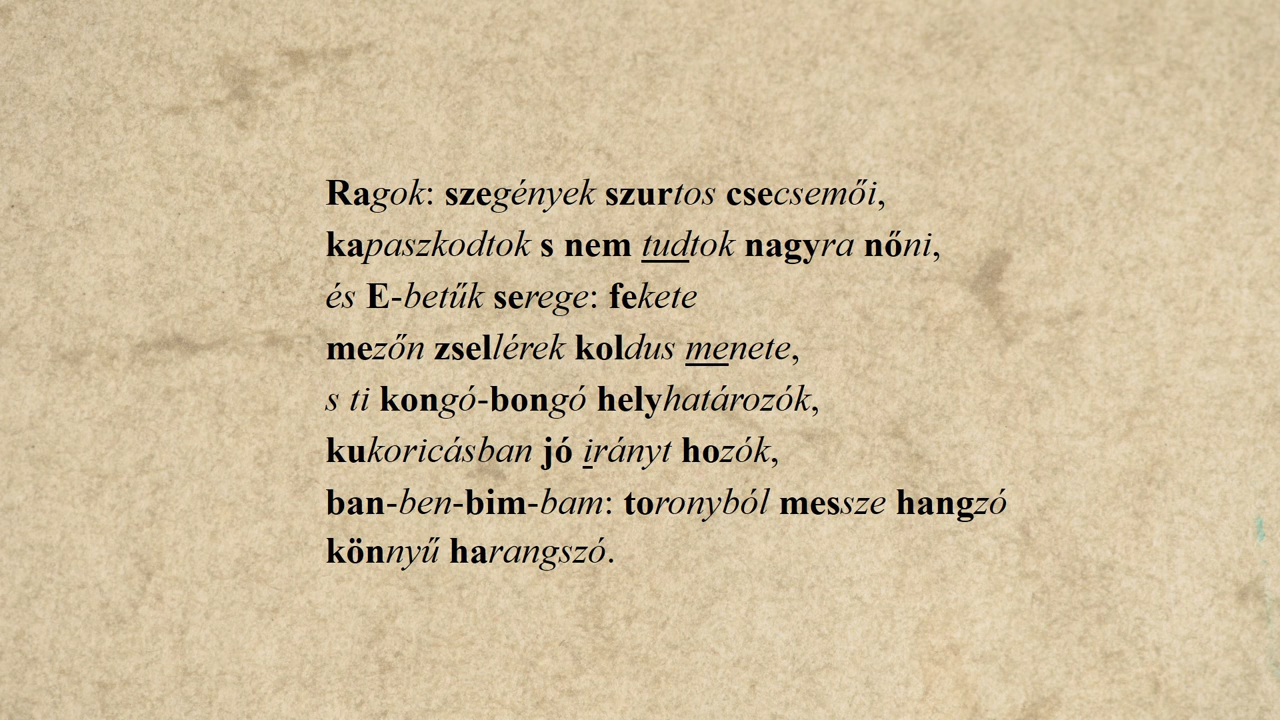 Ragok: szegények szurtos csecsemői,
kapaszkodtok s nem tudtok nagyra nőni,
és E-betűk serege: fekete
mezőn zsellérek koldus menete,
s ti kongó-bongó helyhatározók,
kukoricásban jó irányt hozók,
ban-ben-bim-bam: toronyból messze hangzó
könnyű harangszó.